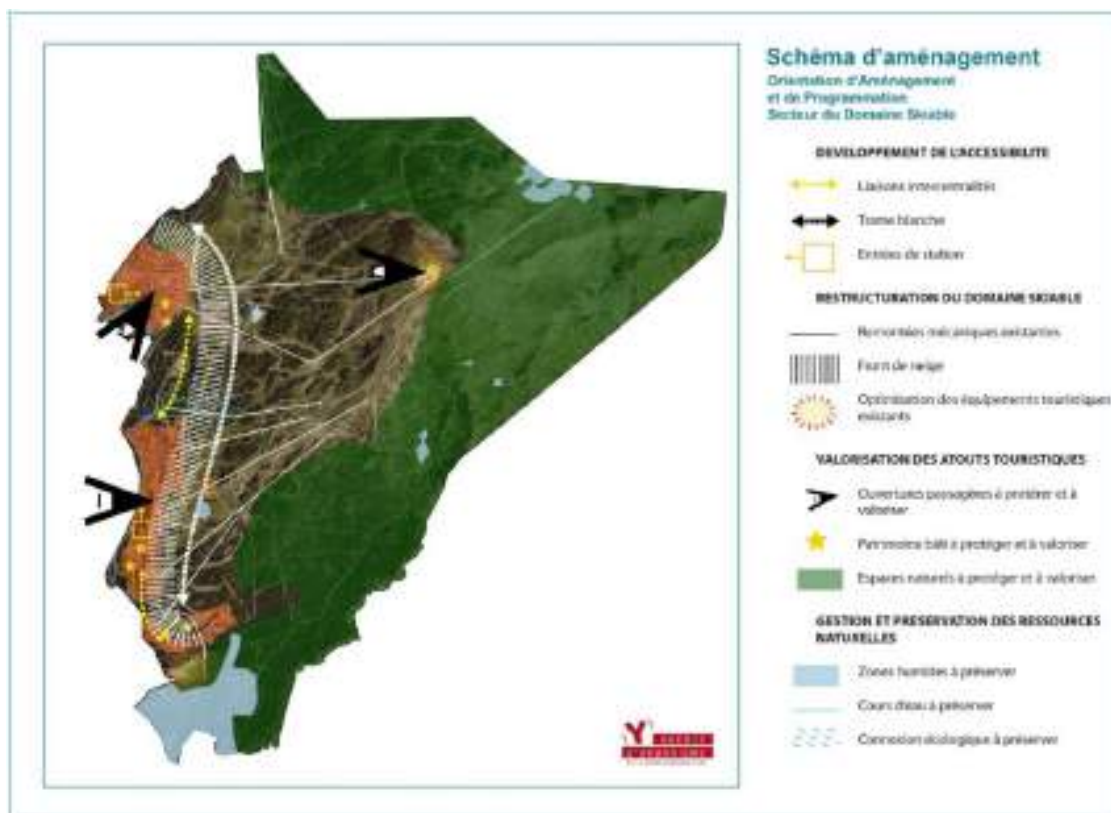 Schéma d'aménagement
Orientation d'Aménagement
et de Programmation
Secteur du Domaine Skiable
DEVELOPPEMENT DE L'ACCESSIBILITE
Liaisons intercentralités
Trame blanche
Entrées de station
RESTRUCTURATION DU DOMAINE SKIABLE
Remontées mécaniques existantes
Front de neige
Optimisation des équipements touristiques
existants
VALORISATION DES ATOUTS TOURISTIQUES
Ouvertures paysagères à protéger et à
valoriser
Patrimoine bâti à protéger et à valoriser
Espaces naturels à protéger et à valoriser
GESTION ET PRESERVATION DES RESSOURCES
NATURELLES
Zones humides à préserver
Cours d'eau à préserver
Connexion écologique à préserver